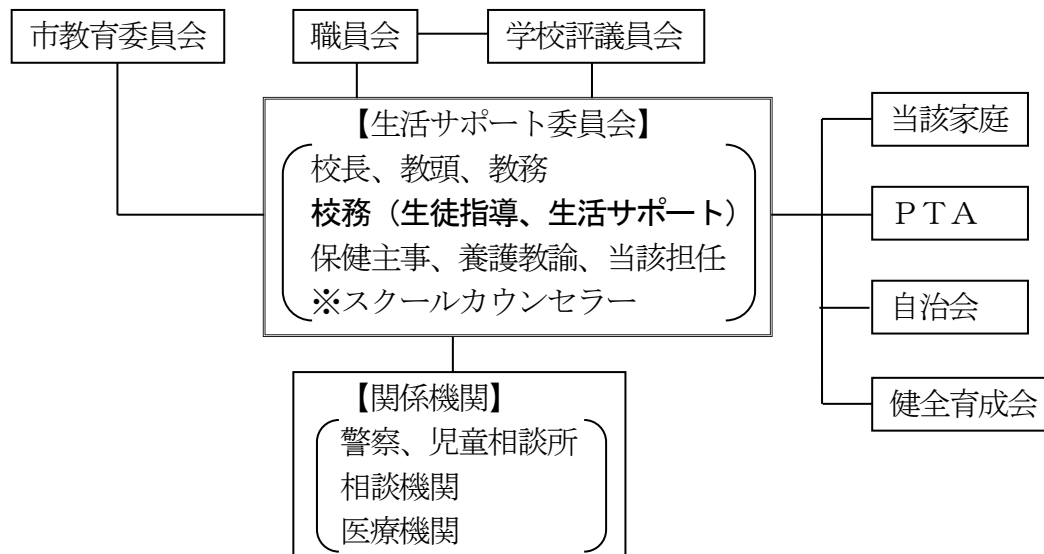 市教育委員会
職員会
学校評議員会
【生活サポート委員会】
校長、教頭、教務
校務（生徒指導、生活サポート）
保健主事、養護教諭、当該担任
※スクールカウンセラー
当該家庭
ＰＴＡ
自治会
健全育成会
【関係機関】
警察、児童相談所
相談機関
医療機関